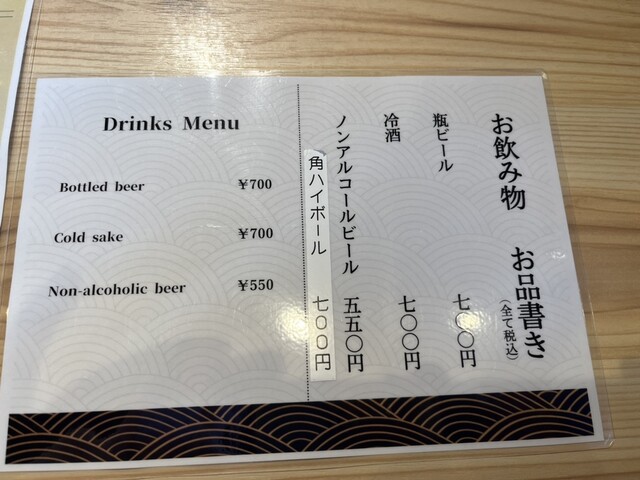 Drinks Menu
Bottled beer ￥700
Cold sake ￥700
Non-alcoholic beer ￥550
お飲み物 お品書き
(全て税込)
瓶ビール 七〇〇円
冷酒 七〇〇円
ノンアルコールビール 五五〇円
角ハイボール 七〇〇円